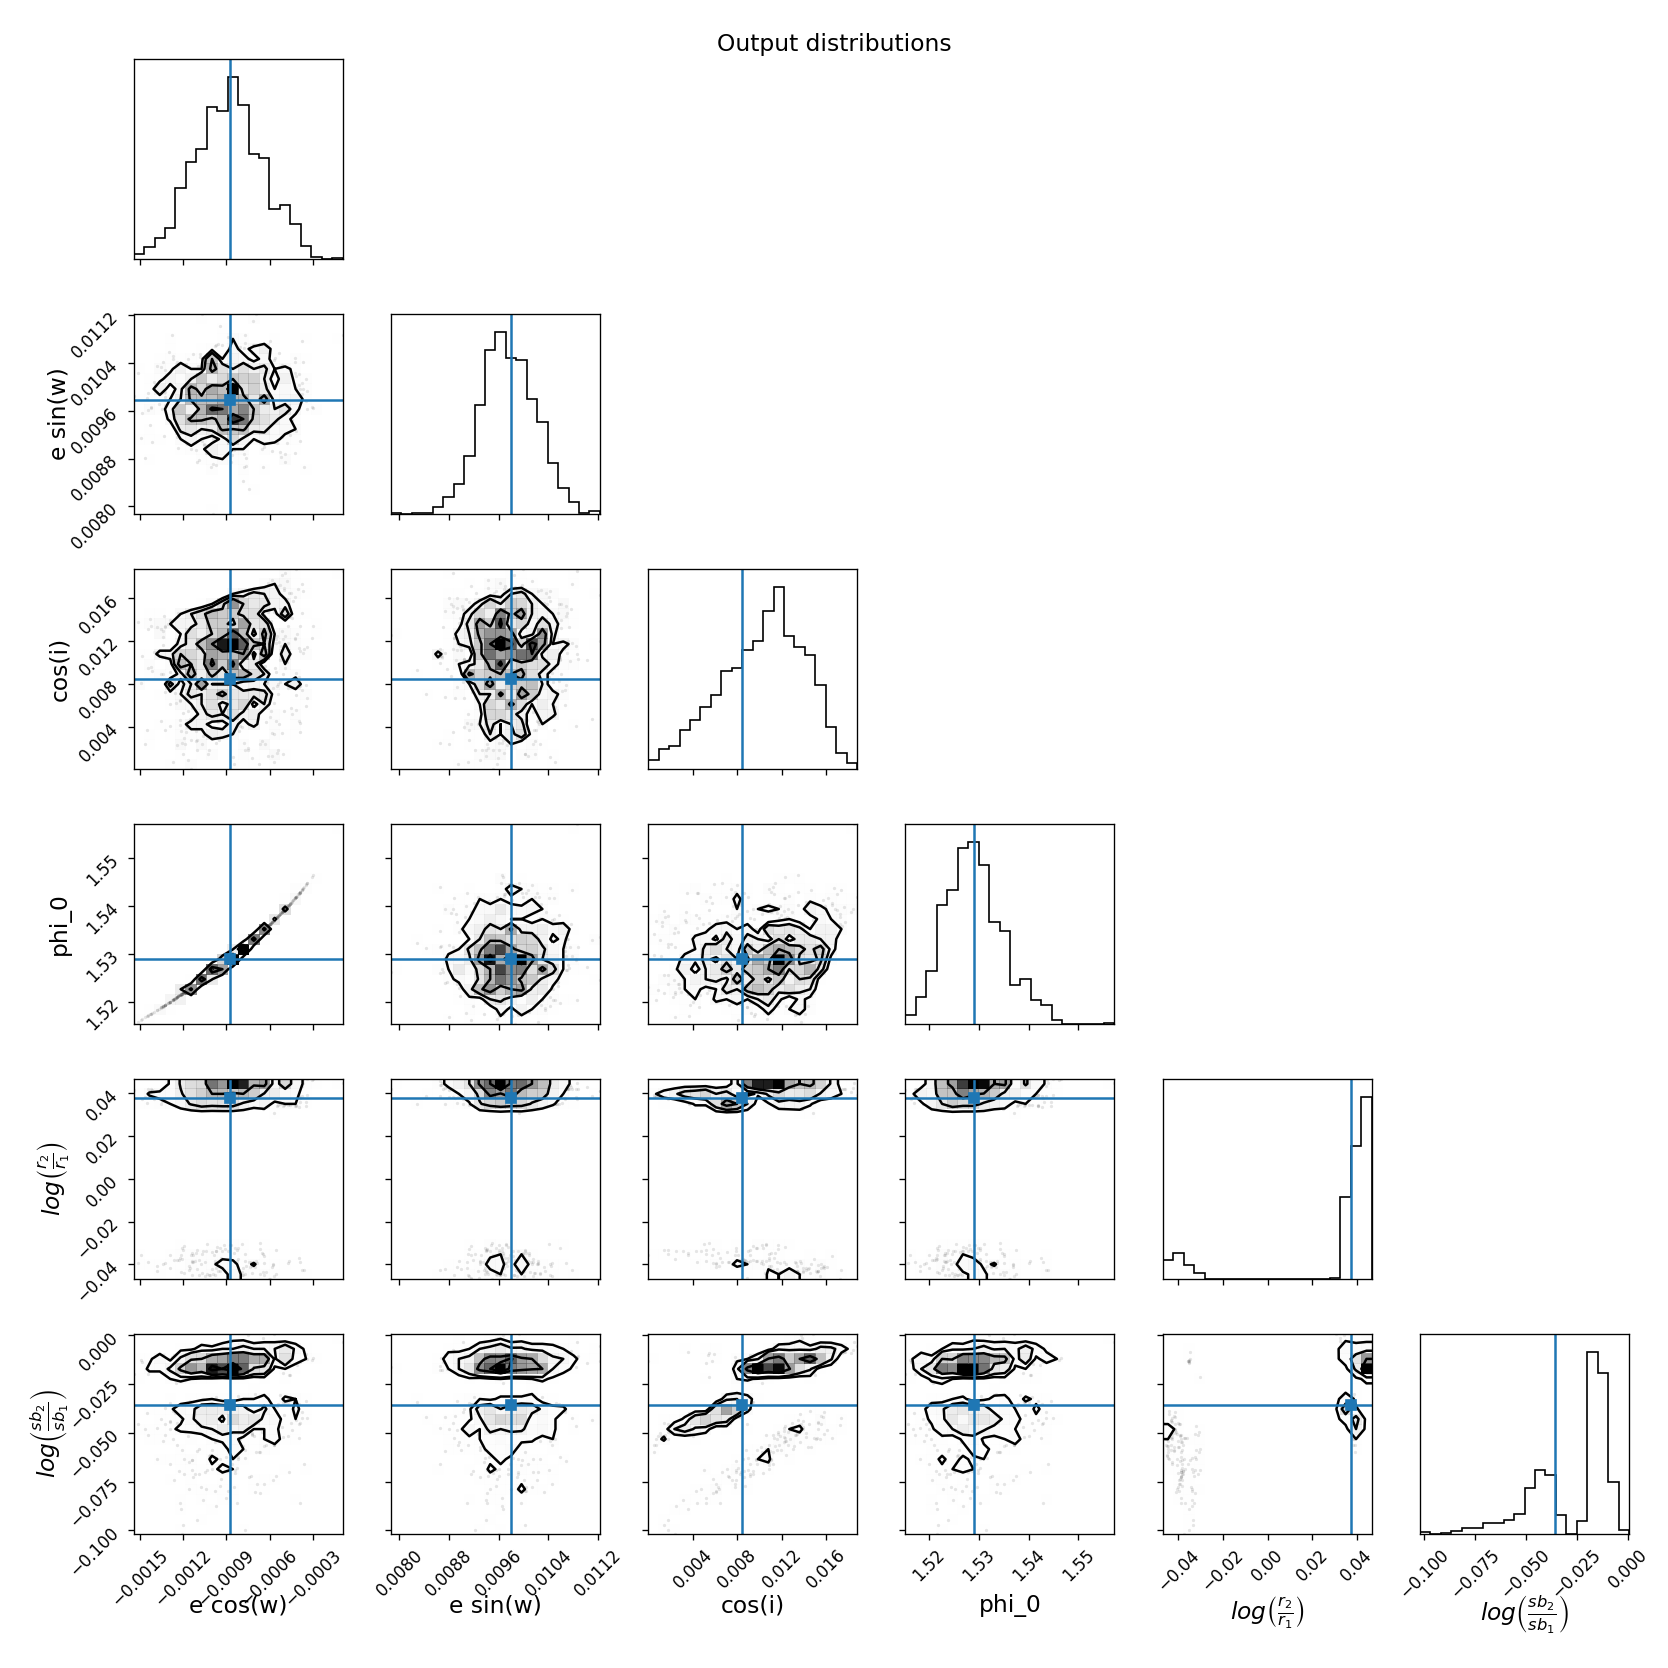 Output distributions
0.0112
0.0104
0.0096
0.0088
0.0080
e sin(w)
0.016
0.012
0.008
0.004
cos(i)
1.55
1.54
1.53
1.52
phi_0
0.04
0.02
0.00
−0.02
−0.04
log(r₂/r₁)
0.000
−0.025
−0.050
−0.075
−0.100
log(sb₂/sb₁)
−0.0015 −0.0012 −0.0009 −0.0006 −0.0003 0.0080 0.0088 0.0096 0.0104 0.0112 0.004 0.008 0.012 0.016 1.52 1.53 1.54 1.55 −0.04 −0.02 0.00 0.02 0.04 −0.100 −0.075 −0.050 −0.025 0.000
e cos(w) e sin(w) cos(i) phi_0 log(r₂/r₁) log(sb₂/sb₁)